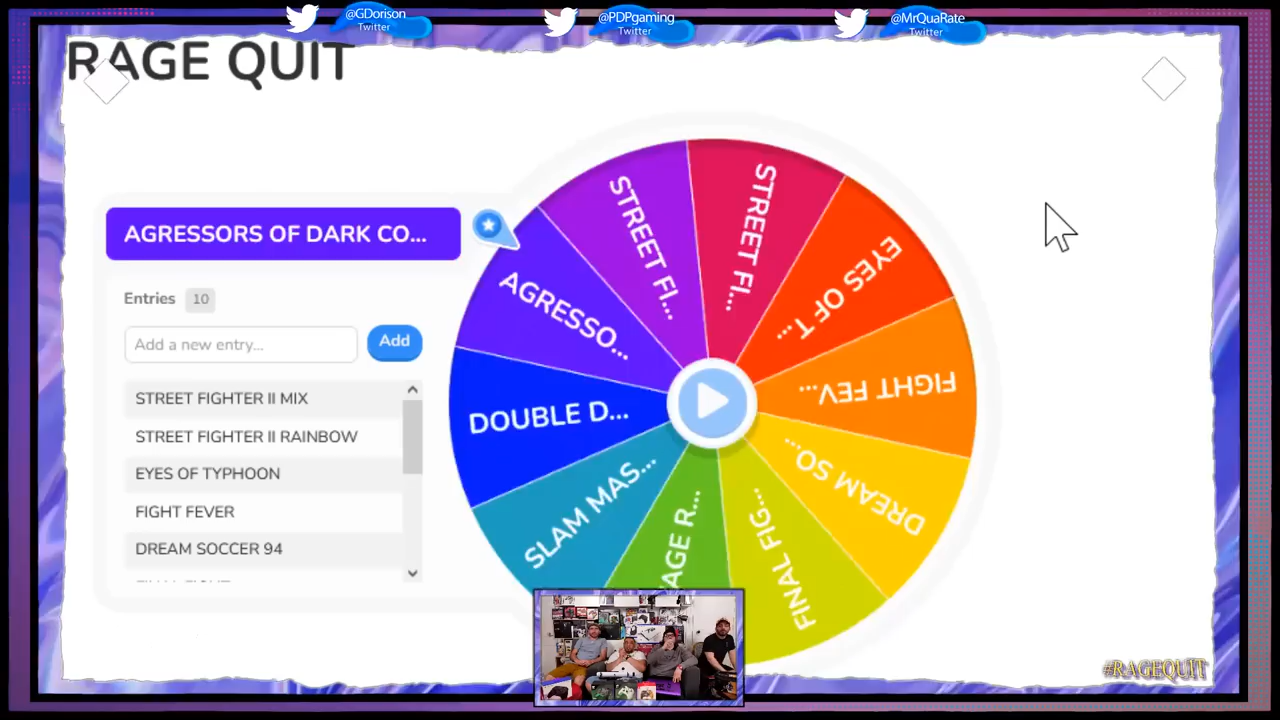 @GDorison
Twitter
@PDPgaming
Twitter
@MrQuaRate
Twitter
RAGE QUIT
AGRESSORS OF DARK CO...
Entries 10
Add a new entry...
Add
STREET FIGHTER II MIX
STREET FIGHTER II RAINBOW
EYES OF TYPHOON
FIGHT FEVER
DREAM SOCCER 94
STREET FI...
STREET FI...
EYES OF T...
FIGHT FEV...
DREAM SO...
FINAL FIG...
AGE R...
SLAM MAS...
DOUBLE D...
AGRESSO...
#RAGEQUIT